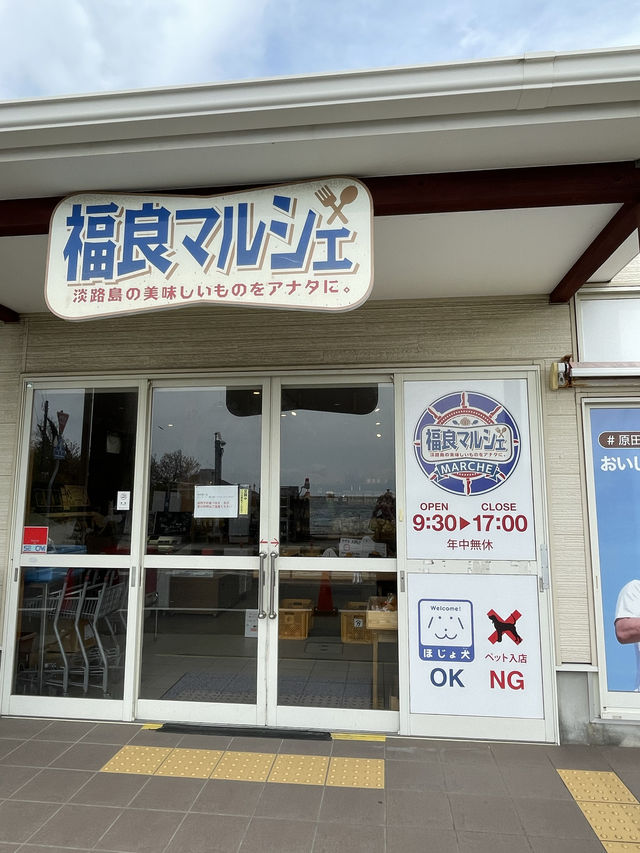 福良マルシェ
淡路島の美味しいものをアナタに。
福良マルシェ
淡路島の美味しいものをアナタに。
MARCHE
OPEN CLOSE
9:30▶17:00
年中無休
Welcome!
ほじょ犬
OK
ペット入店
NG
#原田
おいし
SECOM